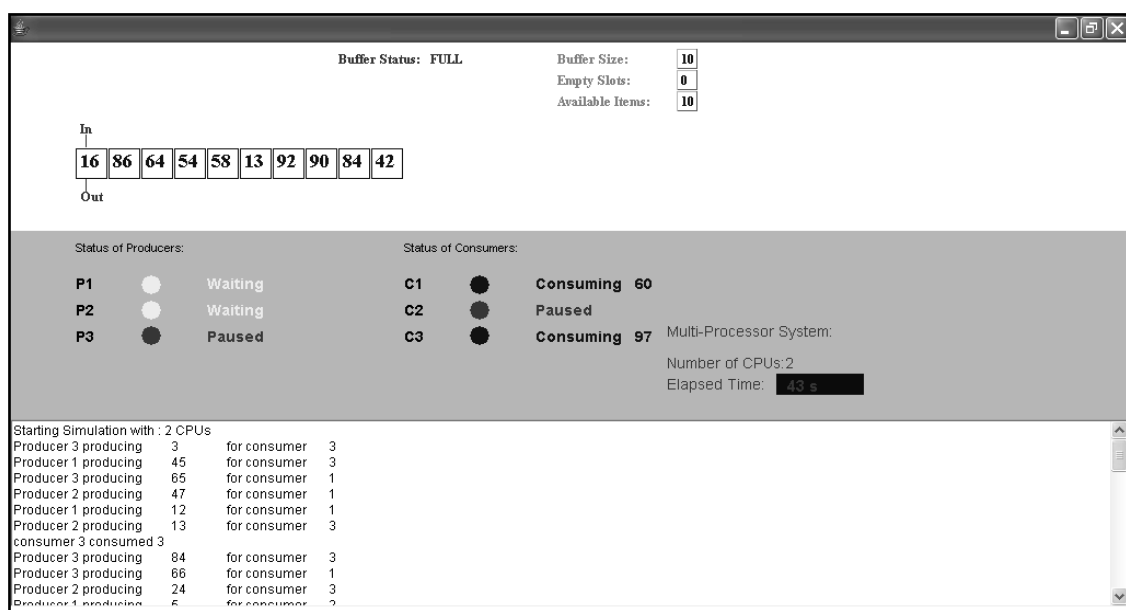 Buffer Status: FULL
Buffer Size: 10
Empty Slots: 0
Available Items: 10
In
16 86 64 54 58 13 92 90 84 42
Out
Status of Producers: Status of Consumers:
P1 Waiting C1 Consuming 60
P2 Waiting C2 Paused
P3 Paused C3 Consuming 97
Multi-Processor System:
Number of CPUs:2
Elapsed Time: 43 s
Starting Simulation with : 2 CPUs
Producer 3 producing 3 for consumer 3
Producer 1 producing 45 for consumer 3
Producer 3 producing 65 for consumer 1
Producer 2 producing 47 for consumer 1
Producer 1 producing 12 for consumer 1
Producer 2 producing 13 for consumer 3
consumer 3 consumed 3
Producer 3 producing 84 for consumer 3
Producer 3 producing 66 for consumer 1
Producer 2 producing 24 for consumer 3
Producer 1 producing for consumer